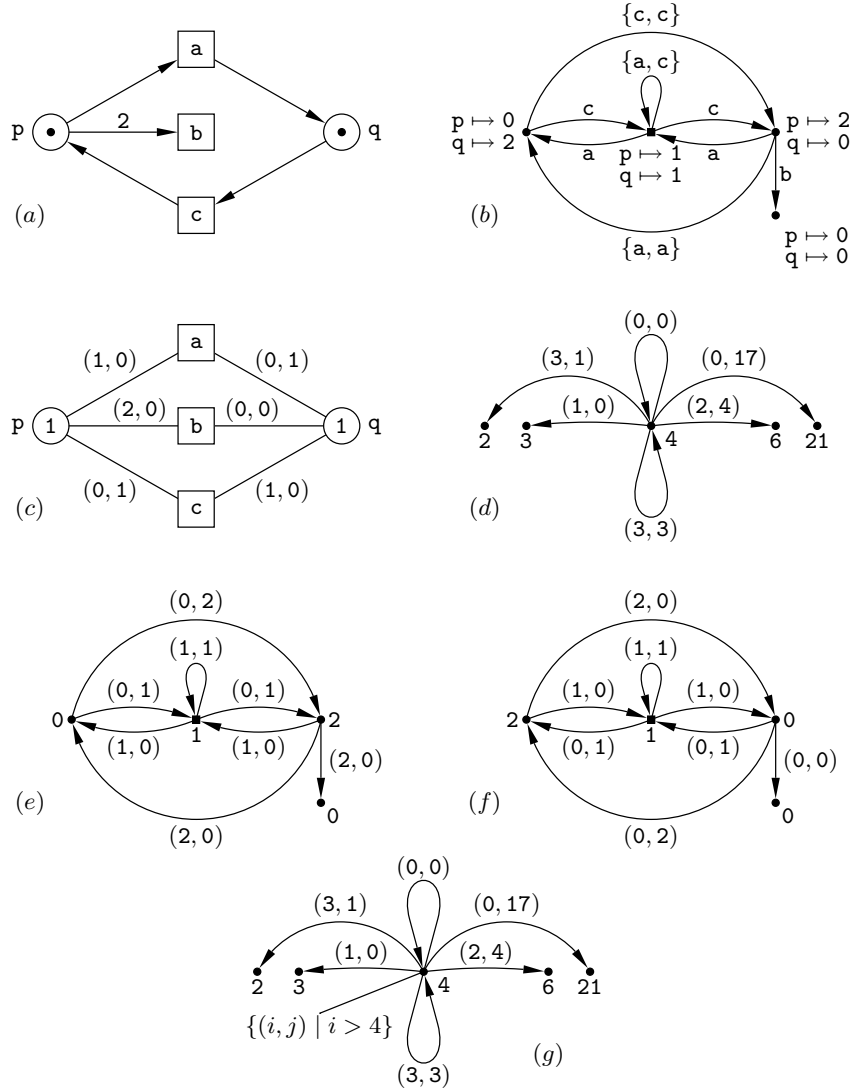 a
p
2
b
q
c
(a)
{c, c}
{a, c}
p ↦ 0
q ↦ 2
c
c
p ↦ 2
q ↦ 0
a
a
p ↦ 1
q ↦ 1
b
{a, a}
p ↦ 0
q ↦ 0
(b)
a
(1, 0)
(0, 1)
p
1
(2, 0)
b
(0, 0)
1
q
(0, 1)
(1, 0)
c
(c)
(0, 0)
(3, 1)
(0, 17)
(1, 0)
(2, 4)
2
3
4
6
21
(3, 3)
(d)
(0, 2)
(1, 1)
(0, 1)
(0, 1)
0
2
1
(1, 0)
(1, 0)
(2, 0)
0
(2, 0)
(e)
(2, 0)
(1, 1)
(1, 0)
(1, 0)
2
0
1
(0, 1)
(0, 1)
(0, 0)
0
(0, 2)
(f)
(0, 0)
(3, 1)
(0, 17)
(1, 0)
(2, 4)
2
3
4
6
21
{(i, j) | i > 4}
(3, 3)
(g)